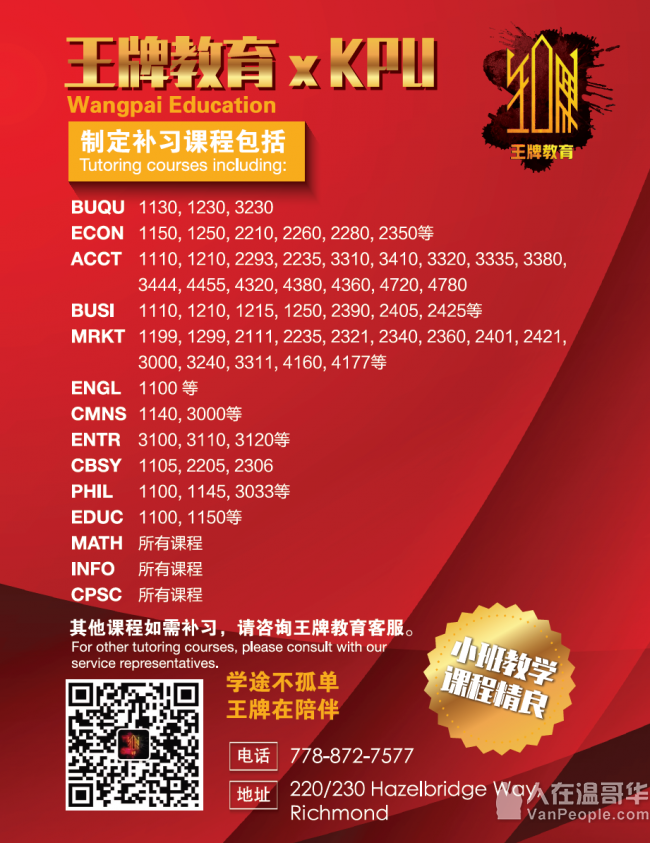 王牌教育 x KPU
Wangpai Education
王牌教育
制定补习课程包括
Tutoring courses including:
BUQU 1130, 1230, 3230
ECON 1150, 1250, 2210, 2260, 2280, 2350等
ACCT 1110, 1210, 2293, 2235, 3310, 3410, 3320, 3335, 3380,
3444, 4455, 4320, 4380, 4360, 4720, 4780
BUSI 1110, 1210, 1215, 1250, 2390, 2405, 2425等
MRKT 1199, 1299, 2111, 2235, 2321, 2340, 2360, 2401, 2421,
3000, 3240, 3311, 4160, 4177等
ENGL 1100 等
CMNS 1140, 3000等
ENTR 3100, 3110, 3120等
CBSY 1105, 2205, 2306
PHIL 1100, 1145, 3033等
EDUC 1100, 1150等
MATH 所有课程
INFO 所有课程
CPSC 所有课程
其他课程如需补习，请咨询王牌教育客服。
For other tutoring courses, please consult with our
service representatives.
小班教学
课程精良
学途不孤单
王牌在陪伴
电话 778-872-7577
地址 220/230 Hazelbridge Way,
Richmond
人在温哥华
VanPeople.com